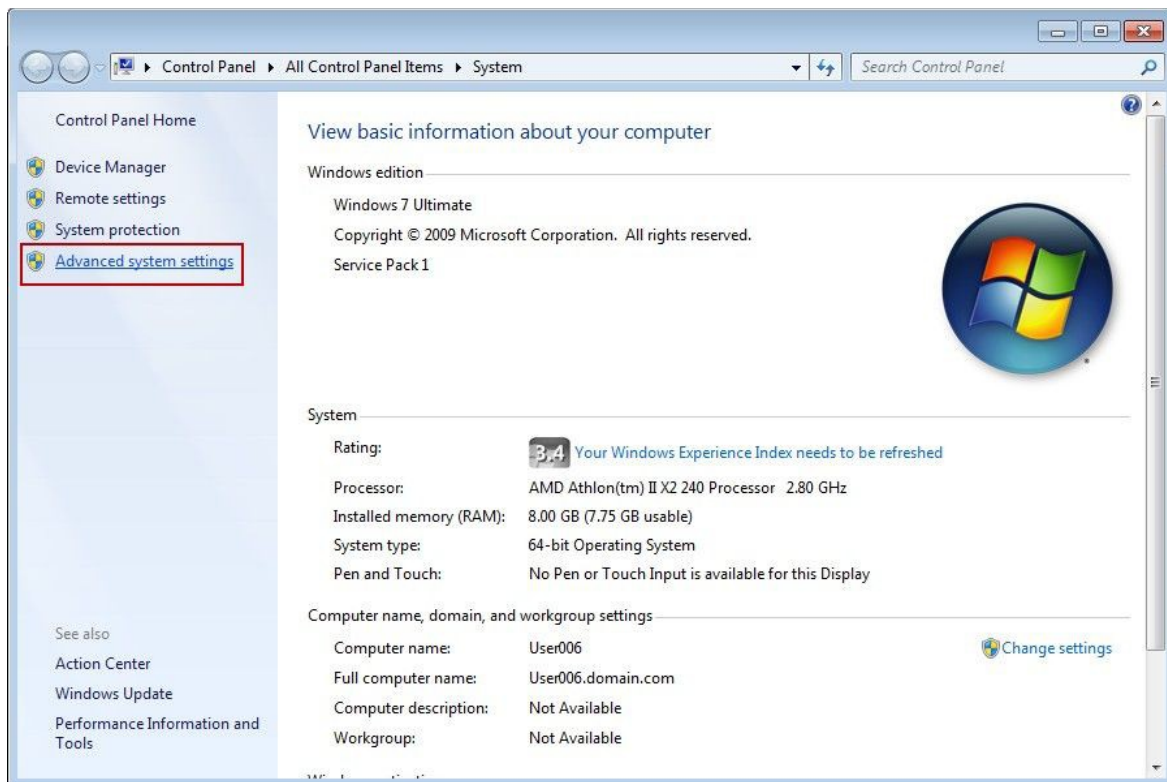 Control Panel All Control Panel Items System Search Control Panel
Control Panel Home
Device Manager
Remote settings
System protection
Advanced system settings
See also
Action Center
Windows Update
Performance Information and
Tools
View basic information about your computer
Windows edition
Windows 7 Ultimate
Copyright © 2009 Microsoft Corporation. All rights reserved.
Service Pack 1
System
Rating: 3,4 Your Windows Experience Index needs to be refreshed
Processor: AMD Athlon(tm) II X2 240 Processor 2.80 GHz
Installed memory (RAM): 8.00 GB (7.75 GB usable)
System type: 64-bit Operating System
Pen and Touch: No Pen or Touch Input is available for this Display
Computer name, domain, and workgroup settings
Computer name: User006 Change settings
Full computer name: User006.domain.com
Computer description: Not Available
Workgroup: Not Available